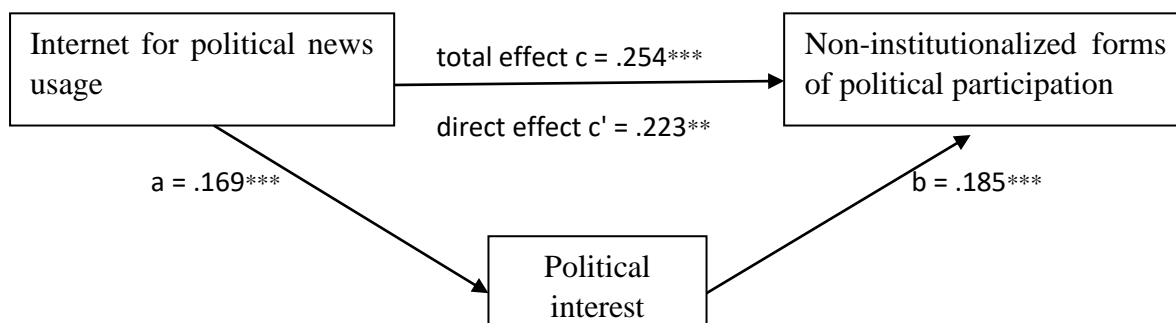 Internet for political news
usage
total effect c = .254***
direct effect c' = .223**
Non-institutionalized forms
of political participation
a = .169***
b = .185***
Political
interest